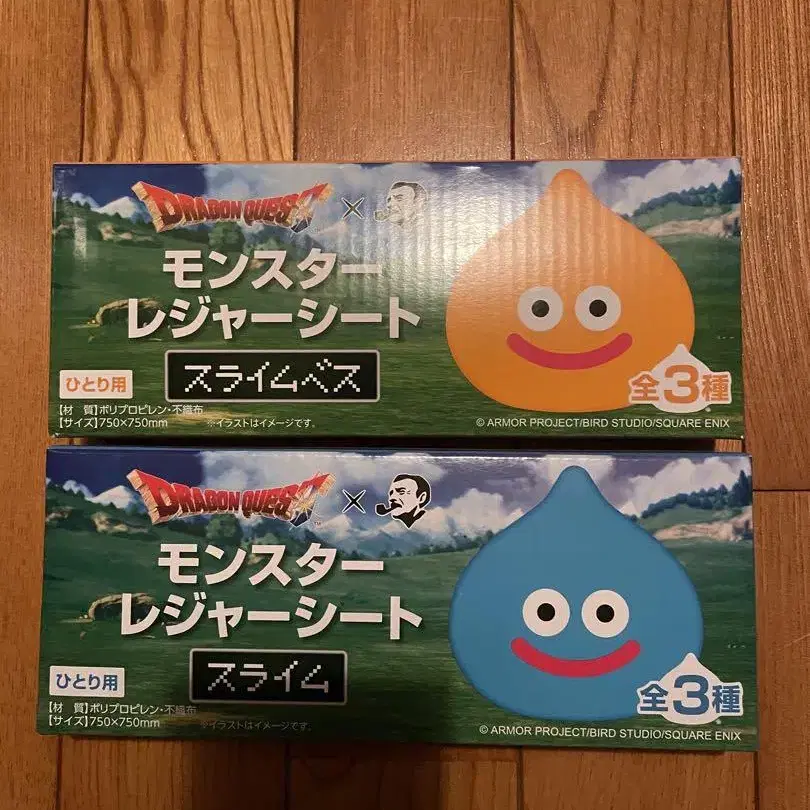 DRAGON QUEST ×
モンスター
レジャーシート
スライムベス
ひとり用
【材　質】ポリプロピレン・不織布
【サイズ】750×750mm
※イラストはイメージです。
全3種
© ARMOR PROJECT/BIRD STUDIO/SQUARE ENIX
DRAGON QUEST ×
TM
モンスター
レジャーシート
スライム
ひとり用
【材　質】ポリプロピレン・不織布
【サイズ】750×750mm
※イラストはイメージです。
全3種
© ARMOR PROJECT/BIRD STUDIO/SQUARE ENIX